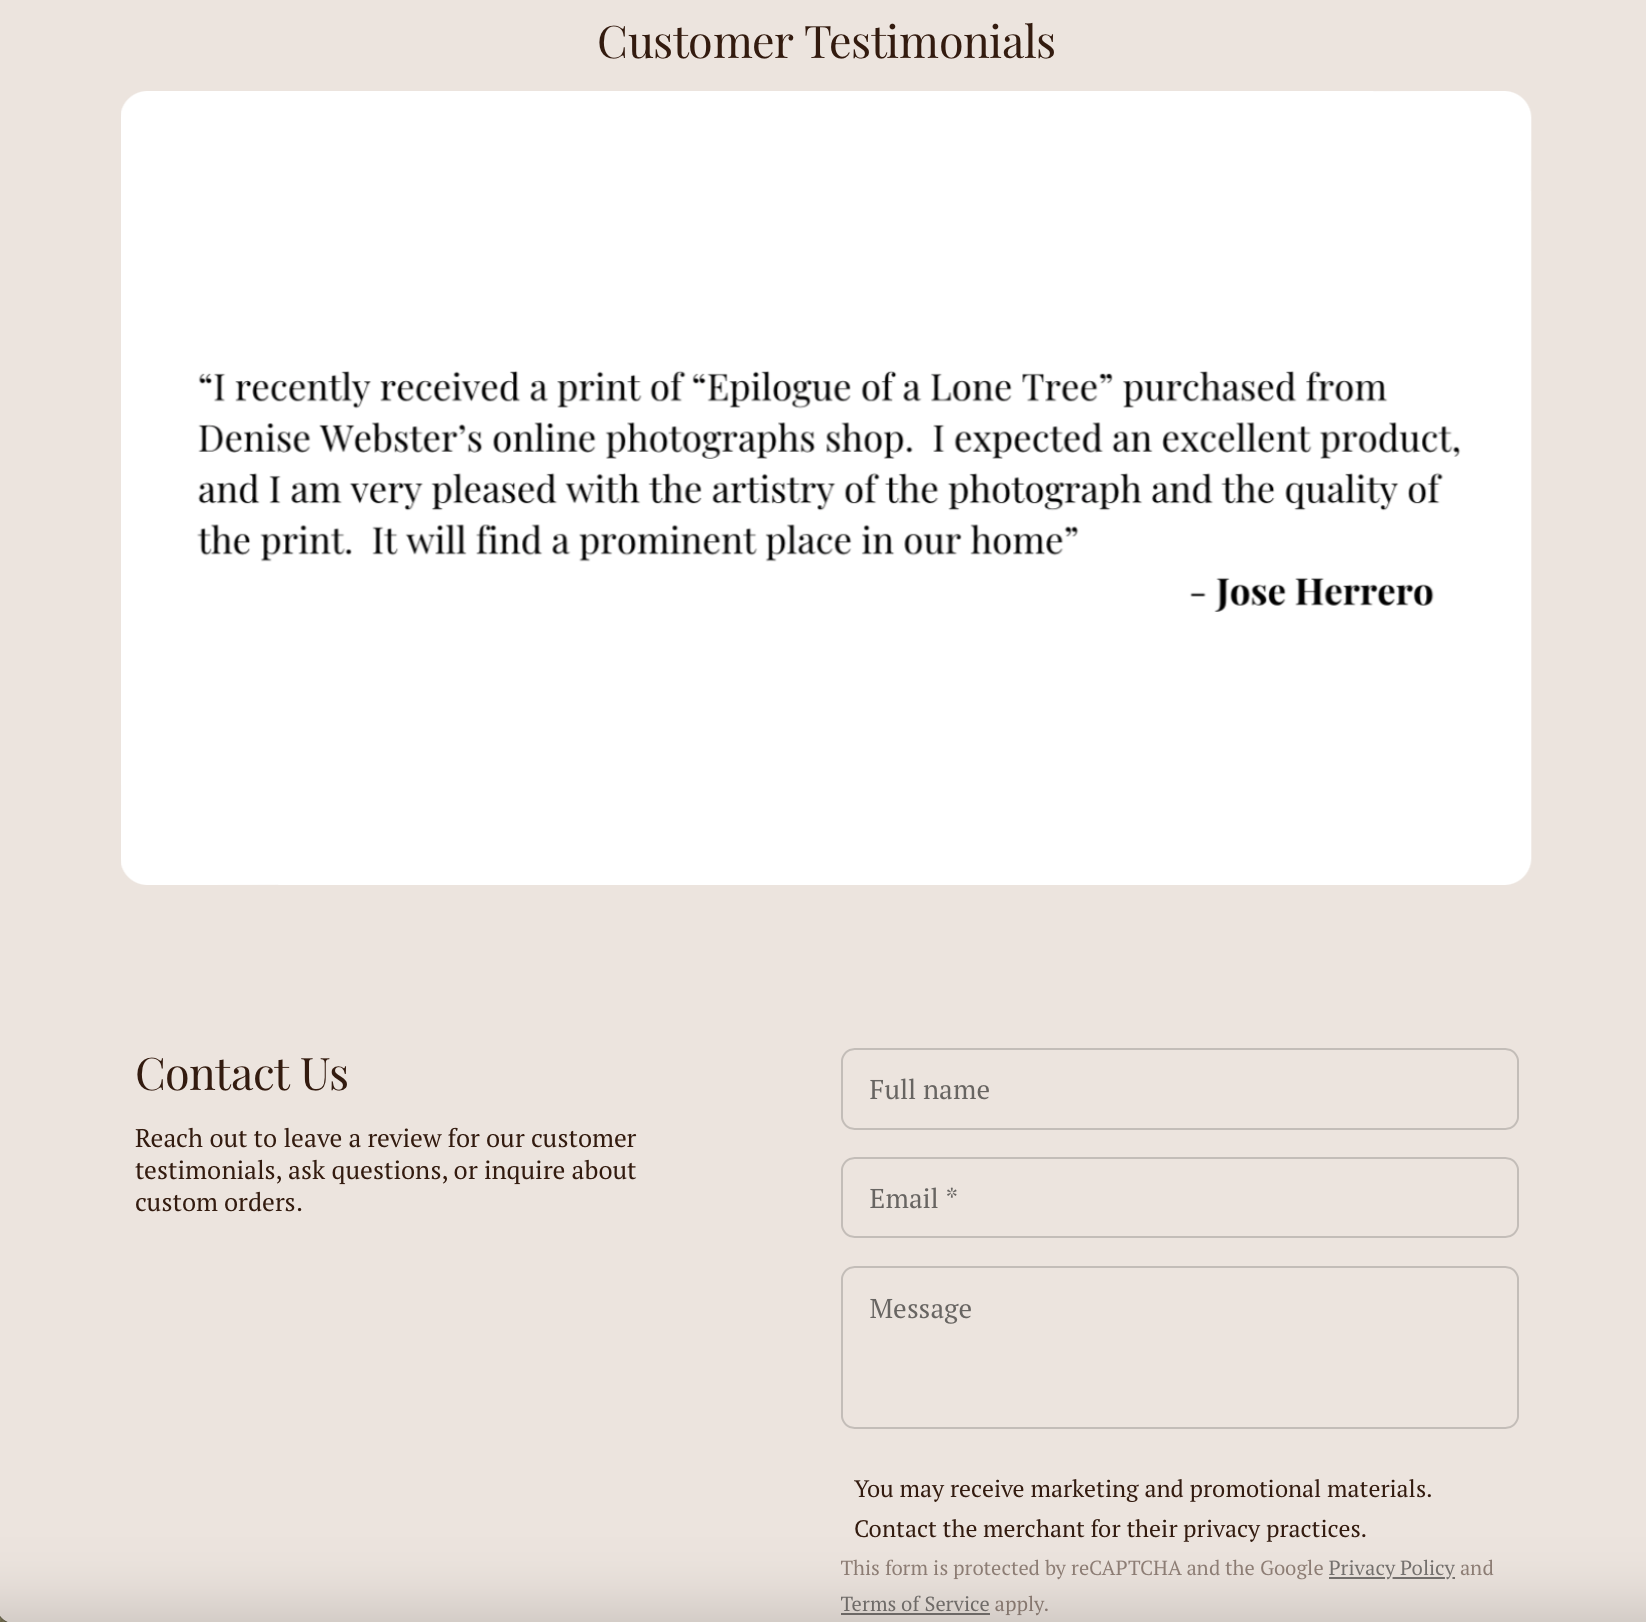 Customer Testimonials
“I recently received a print of “Epilogue of a Lone Tree” purchased from
Denise Webster’s online photographs shop.  I expected an excellent product,
and I am very pleased with the artistry of the photograph and the quality of
the print.  It will find a prominent place in our home”
- Jose Herrero
Contact Us
Reach out to leave a review for our customer
testimonials, ask questions, or inquire about
custom orders.
Full name
Email *
Message
You may receive marketing and promotional materials.
Contact the merchant for their privacy practices.
This form is protected by reCAPTCHA and the Google Privacy Policy and
Terms of Service apply.